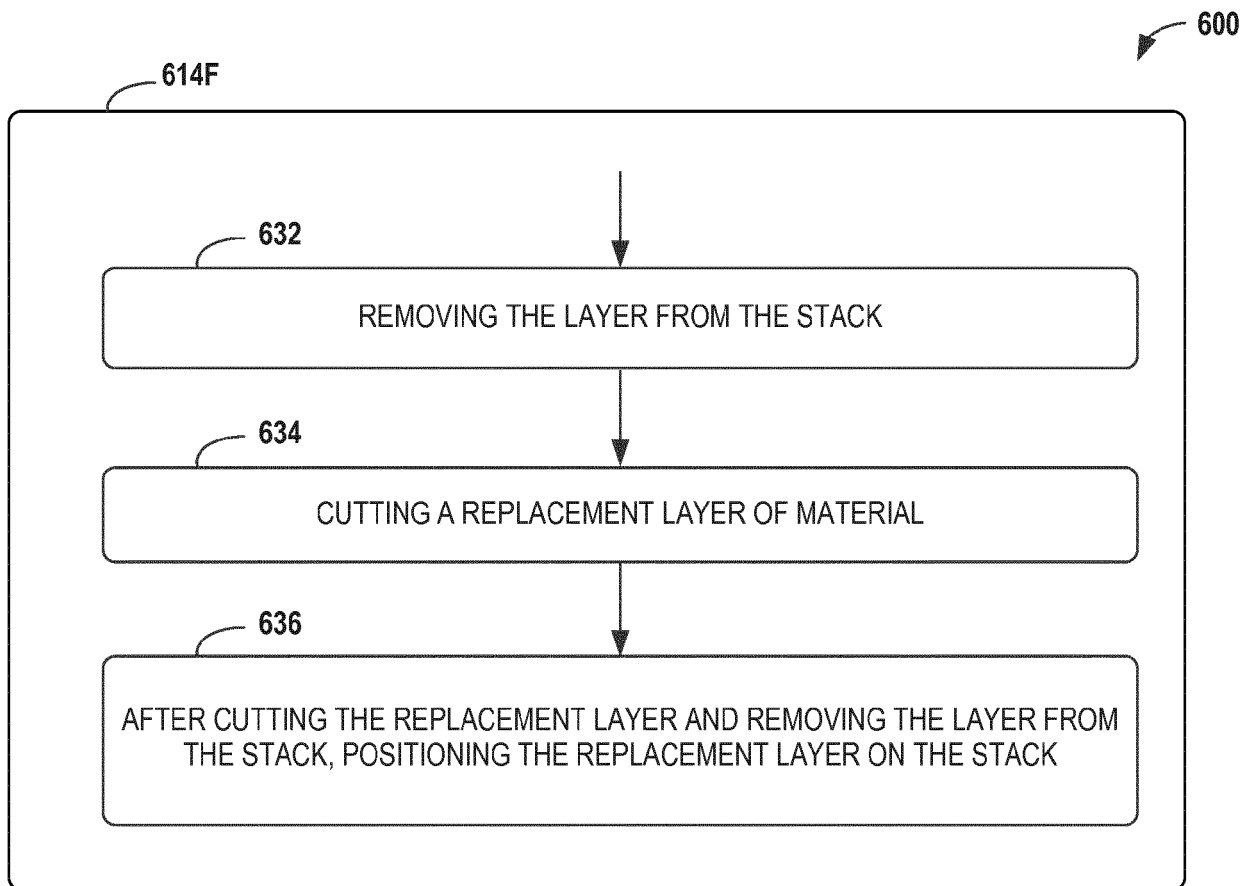 600
614F
632
REMOVING THE LAYER FROM THE STACK
634
CUTTING A REPLACEMENT LAYER OF MATERIAL
636
AFTER CUTTING THE REPLACEMENT LAYER AND REMOVING THE LAYER FROM
THE STACK, POSITIONING THE REPLACEMENT LAYER ON THE STACK